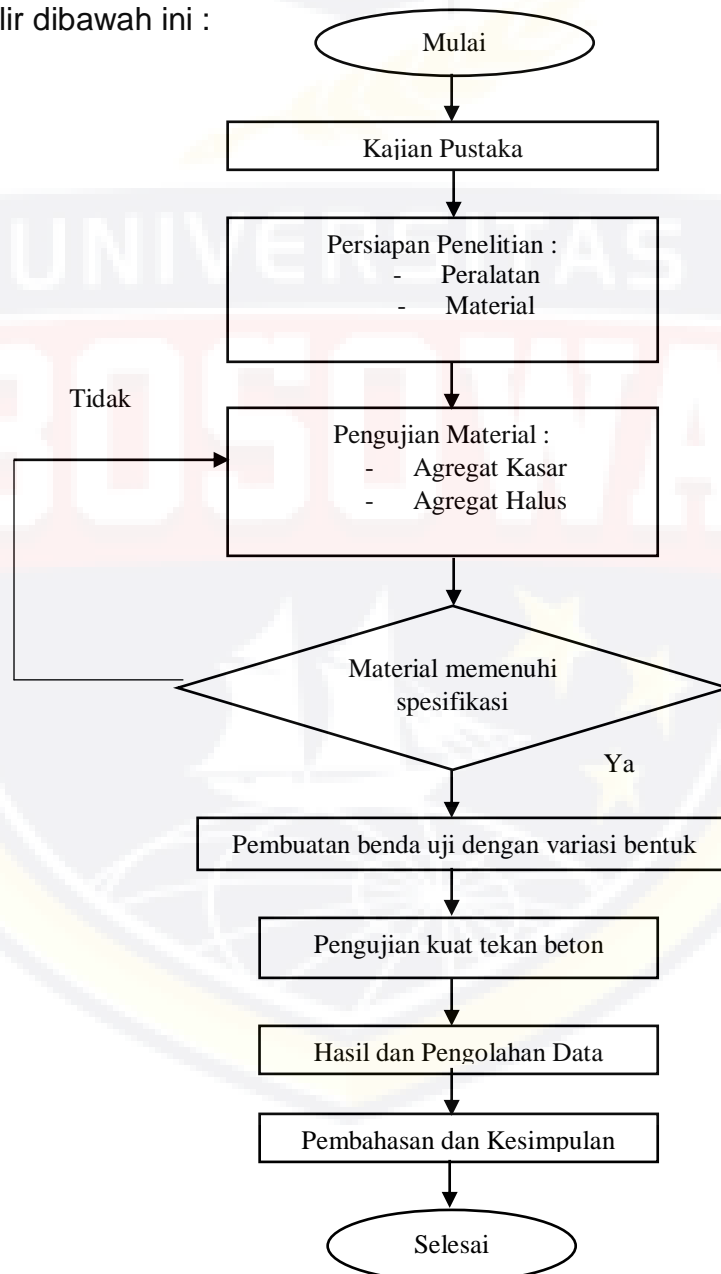 lir dibawah ini :
Mulai
Kajian Pustaka
Persiapan Penelitian :
- Peralatan
- Material
Tidak
Pengujian Material :
- Agregat Kasar
- Agregat Halus
Material memenuhi
spesifikasi
Ya
Pembuatan benda uji dengan variasi bentuk
Pengujian kuat tekan beton
Hasil dan Pengolahan Data
Pembahasan dan Kesimpulan
Selesai
UNIVERSITAS
BOSOWA